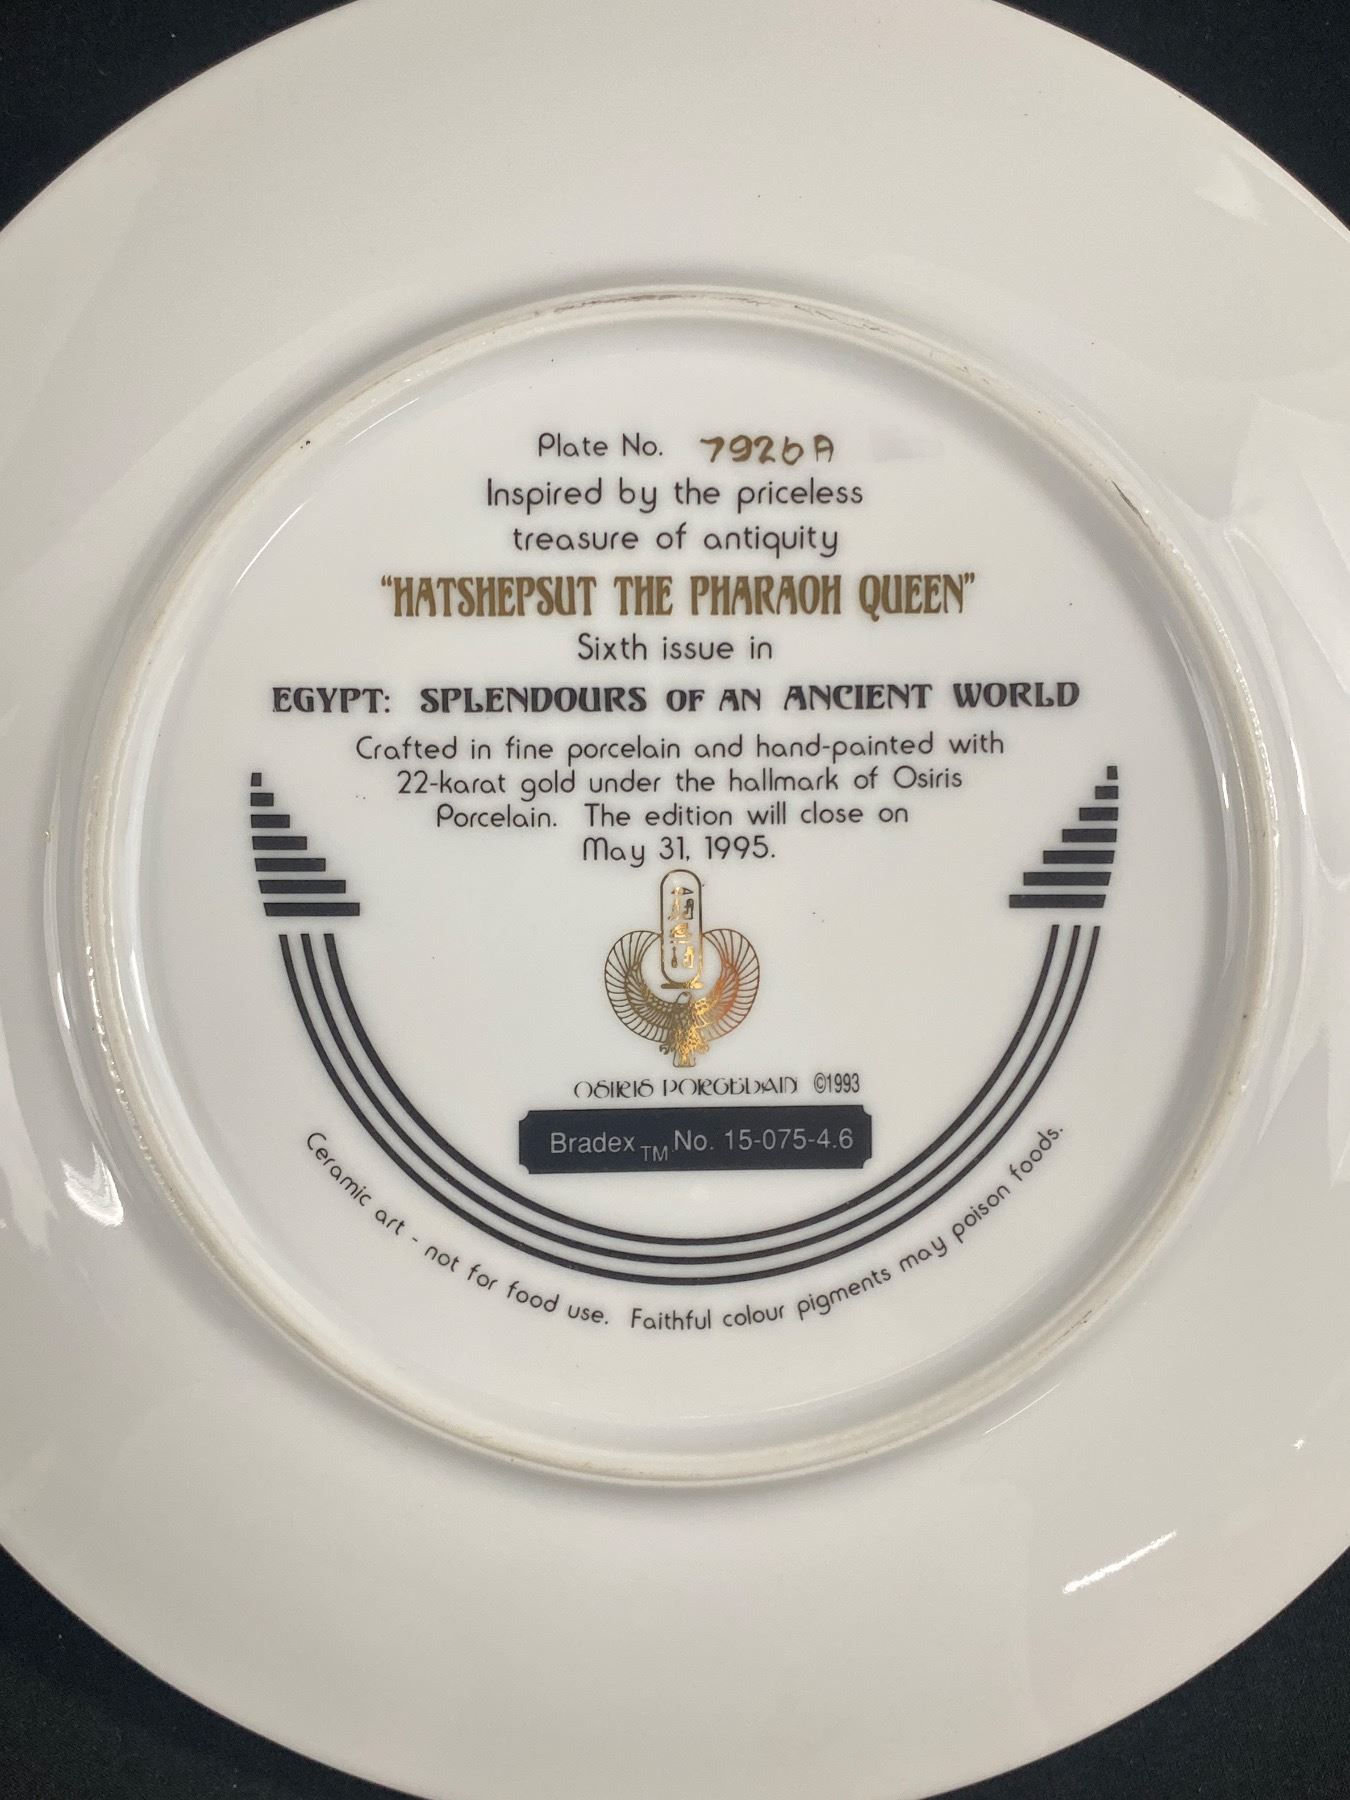 Plate No. 7926A
Inspired by the priceless
treasure of antiquity
“HATSHEPSUT THE PHARAOH QUEEN”
Sixth issue in
EGYPT: SPLENDOURS OF AN ANCIENT WORLD
Crafted in fine porcelain and hand-painted with
22-karat gold under the hallmark of Osiris
Porcelain. The edition will close on
May 31, 1995.
OSIRIS PORCELAIN ©1993
Bradex TM No. 15-075-4.6
Ceramic art - not for food use. Faithful colour pigments may poison foods.